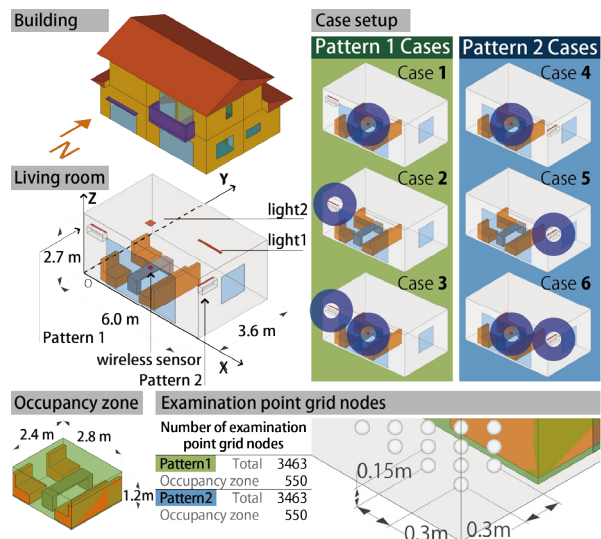 Building
N
Living room
Z
Y
light2
light1
2.7 m
O
6.0 m
3.6 m
X
Pattern 1
wireless sensor
Pattern 2
Case setup
Pattern 1 Cases
Pattern 2 Cases
Case 1
Case 4
Case 2
Case 5
Case 3
Case 6
Occupancy zone
2.4 m
2.8 m
1.2m
Examination point grid nodes
Number of examination
point grid nodes
Pattern1 Total 3463
Occupancy zone 550
Pattern2 Total 3463
Occupancy zone 550
0.15m
0.3m
0.3m